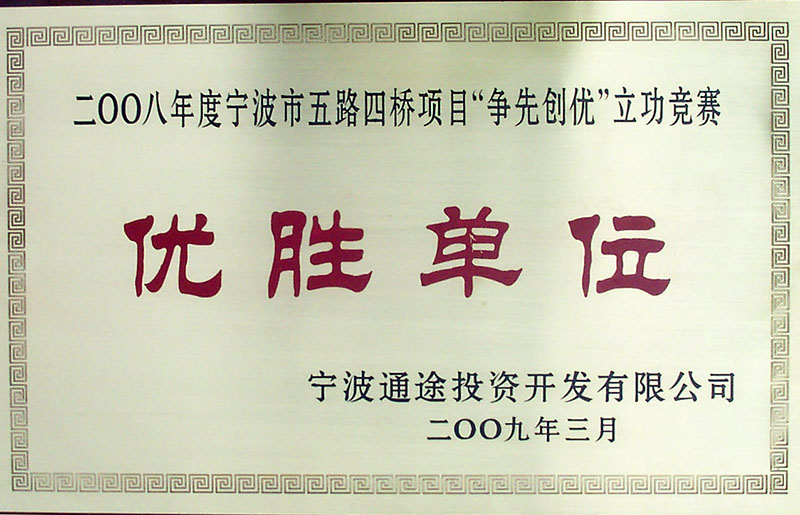 二OO八年度宁波市五路四桥项目“争先创优”立功竞赛
优胜单位
宁波通途投资开发有限公司
二OO九年三月